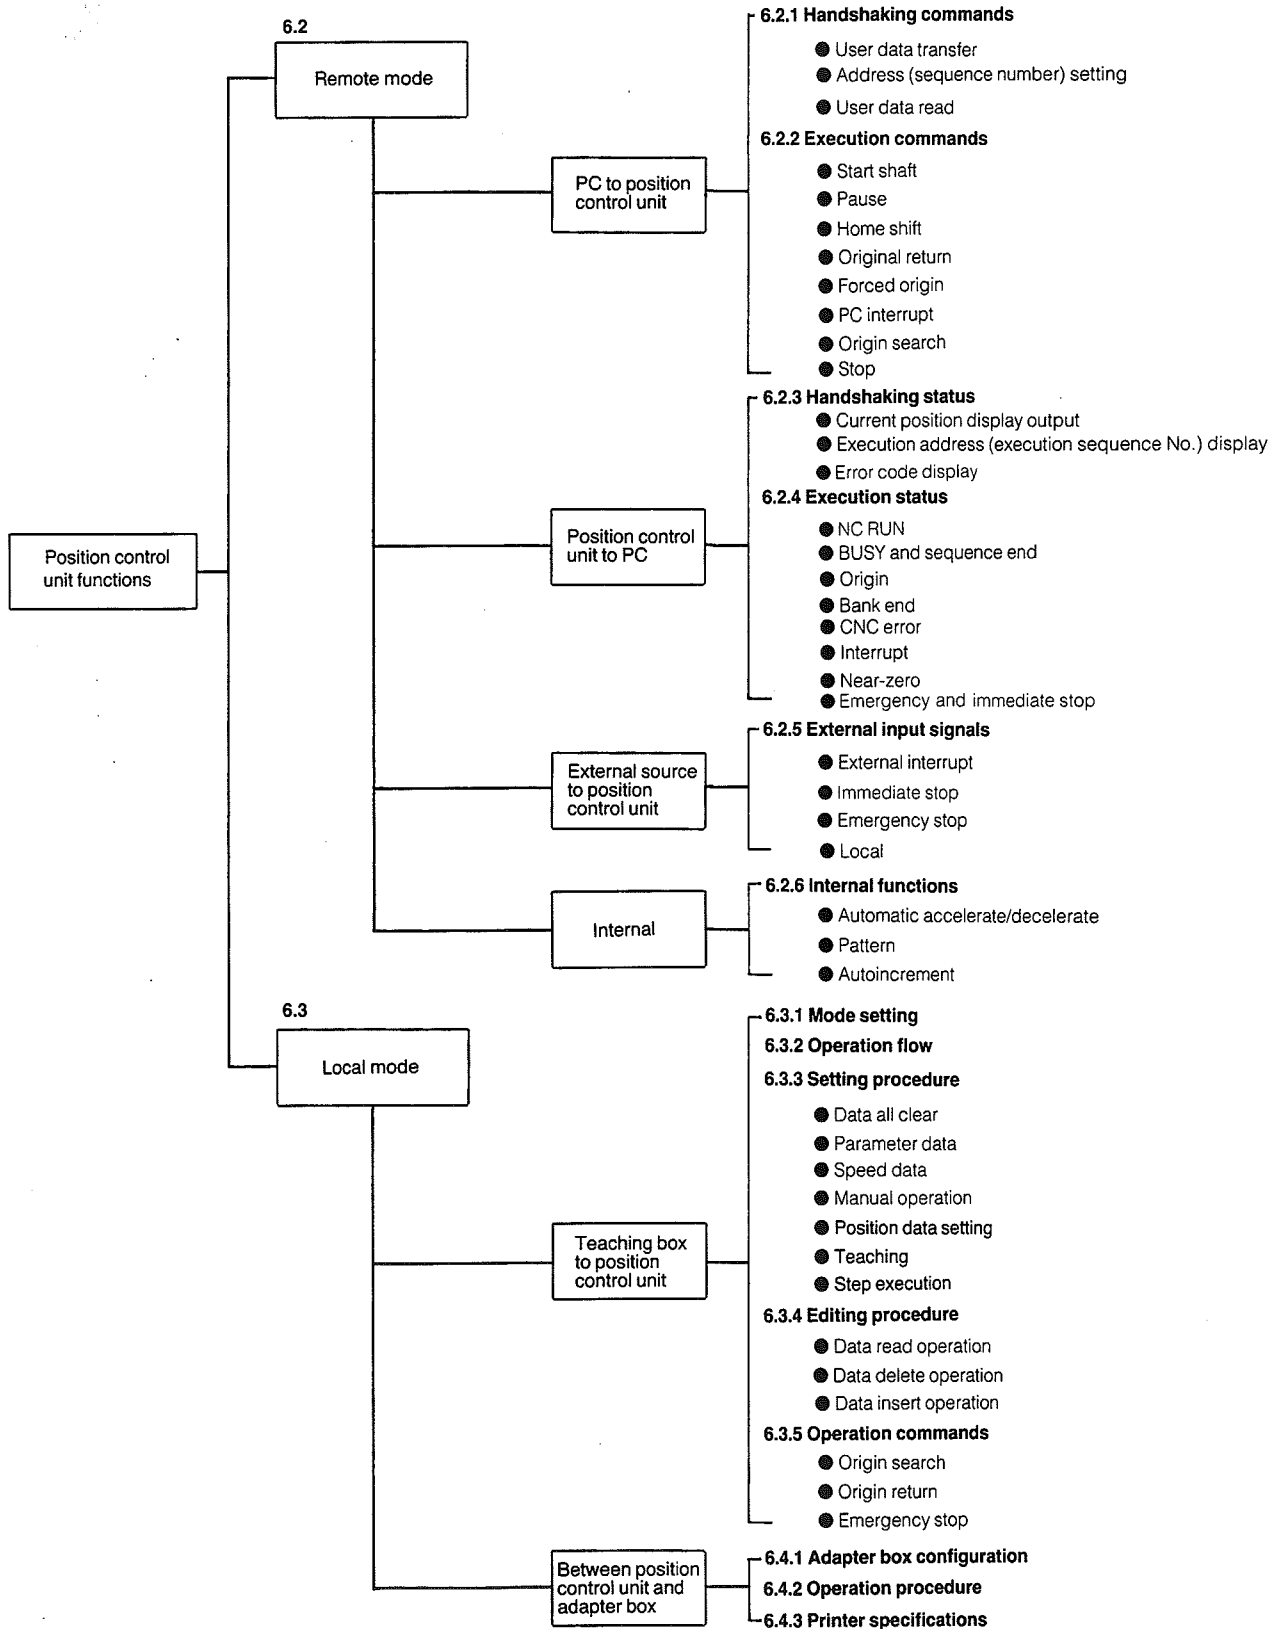 6.2
Remote mode
PC to position
control unit
6.2.1 Handshaking commands
● User data transfer
● Address (sequence number) setting
● User data read
6.2.2 Execution commands
● Start shaft
● Pause
● Home shift
● Original return
● Forced origin
● PC interrupt
● Origin search
● Stop
Position control
unit to PC
6.2.3 Handshaking status
● Current position display output
● Execution address (execution sequence No.) display
● Error code display
6.2.4 Execution status
● NC RUN
● BUSY and sequence end
● Origin
● Bank end
● CNC error
● Interrupt
● Near-zero
● Emergency and immediate stop
Position control
unit functions
External source
to position
control unit
6.2.5 External input signals
● External interrupt
● Immediate stop
● Emergency stop
● Local
Internal
6.2.6 Internal functions
● Automatic accelerate/decelerate
● Pattern
● Autoincrement
6.3
Local mode
Teaching box
to position
control unit
6.3.1 Mode setting
6.3.2 Operation flow
6.3.3 Setting procedure
● Data all clear
● Parameter data
● Speed data
● Manual operation
● Position data setting
● Teaching
● Step execution
6.3.4 Editing procedure
● Data read operation
● Data delete operation
● Data insert operation
6.3.5 Operation commands
● Origin search
● Origin return
● Emergency stop
Between position
control unit and
adapter box
6.4.1 Adapter box configuration
6.4.2 Operation procedure
6.4.3 Printer specifications